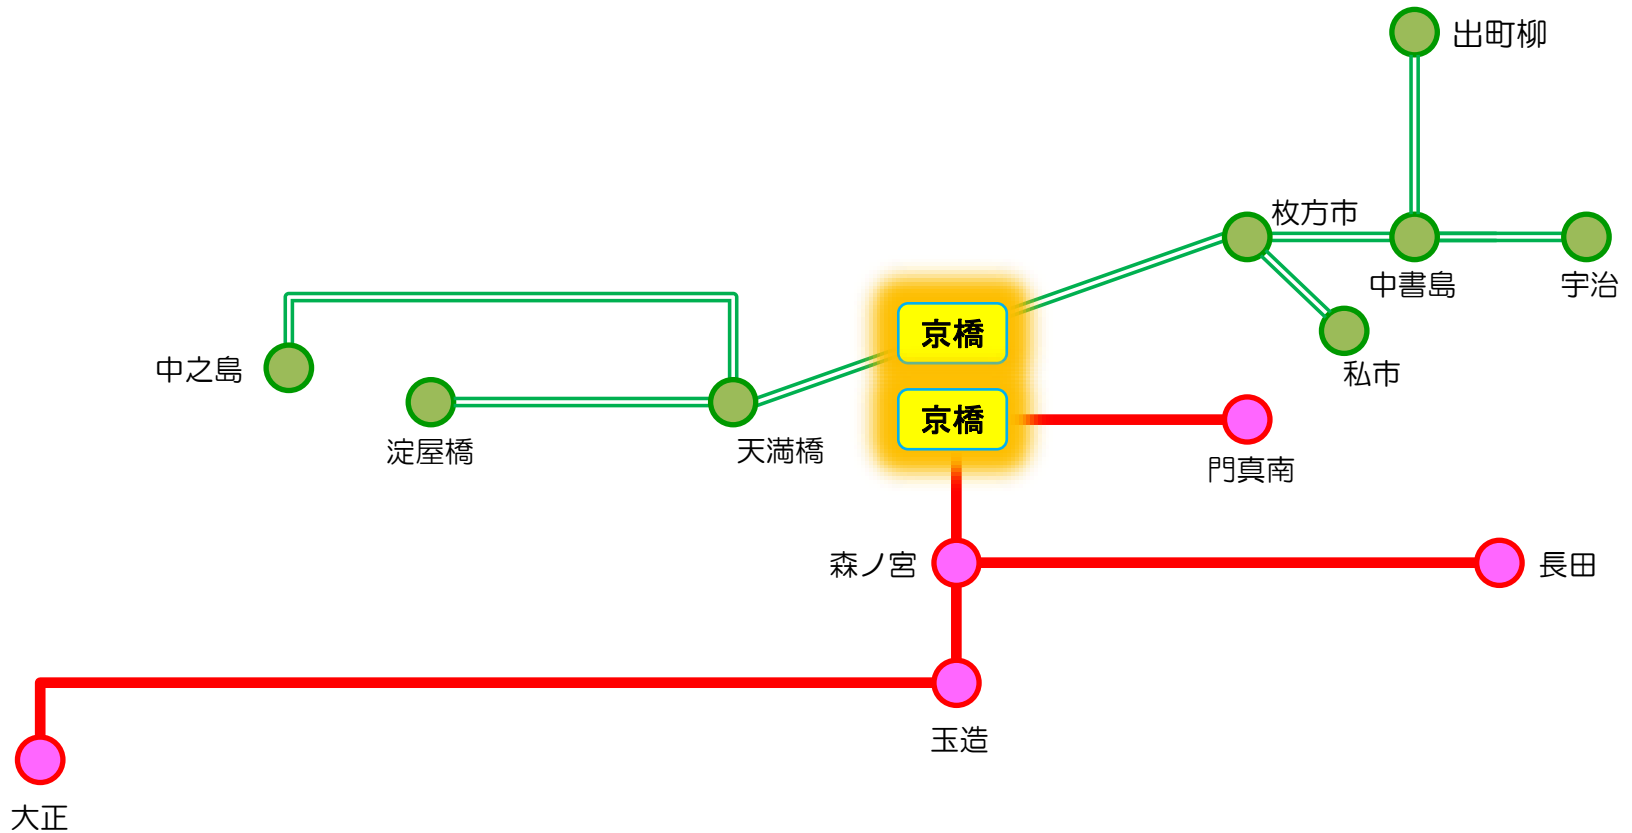 出町柳
枚方市
中書島
宇治
京橋
中之島
私市
京橋
淀屋橋
天満橋
門真南
森ノ宮
長田
玉造
大正